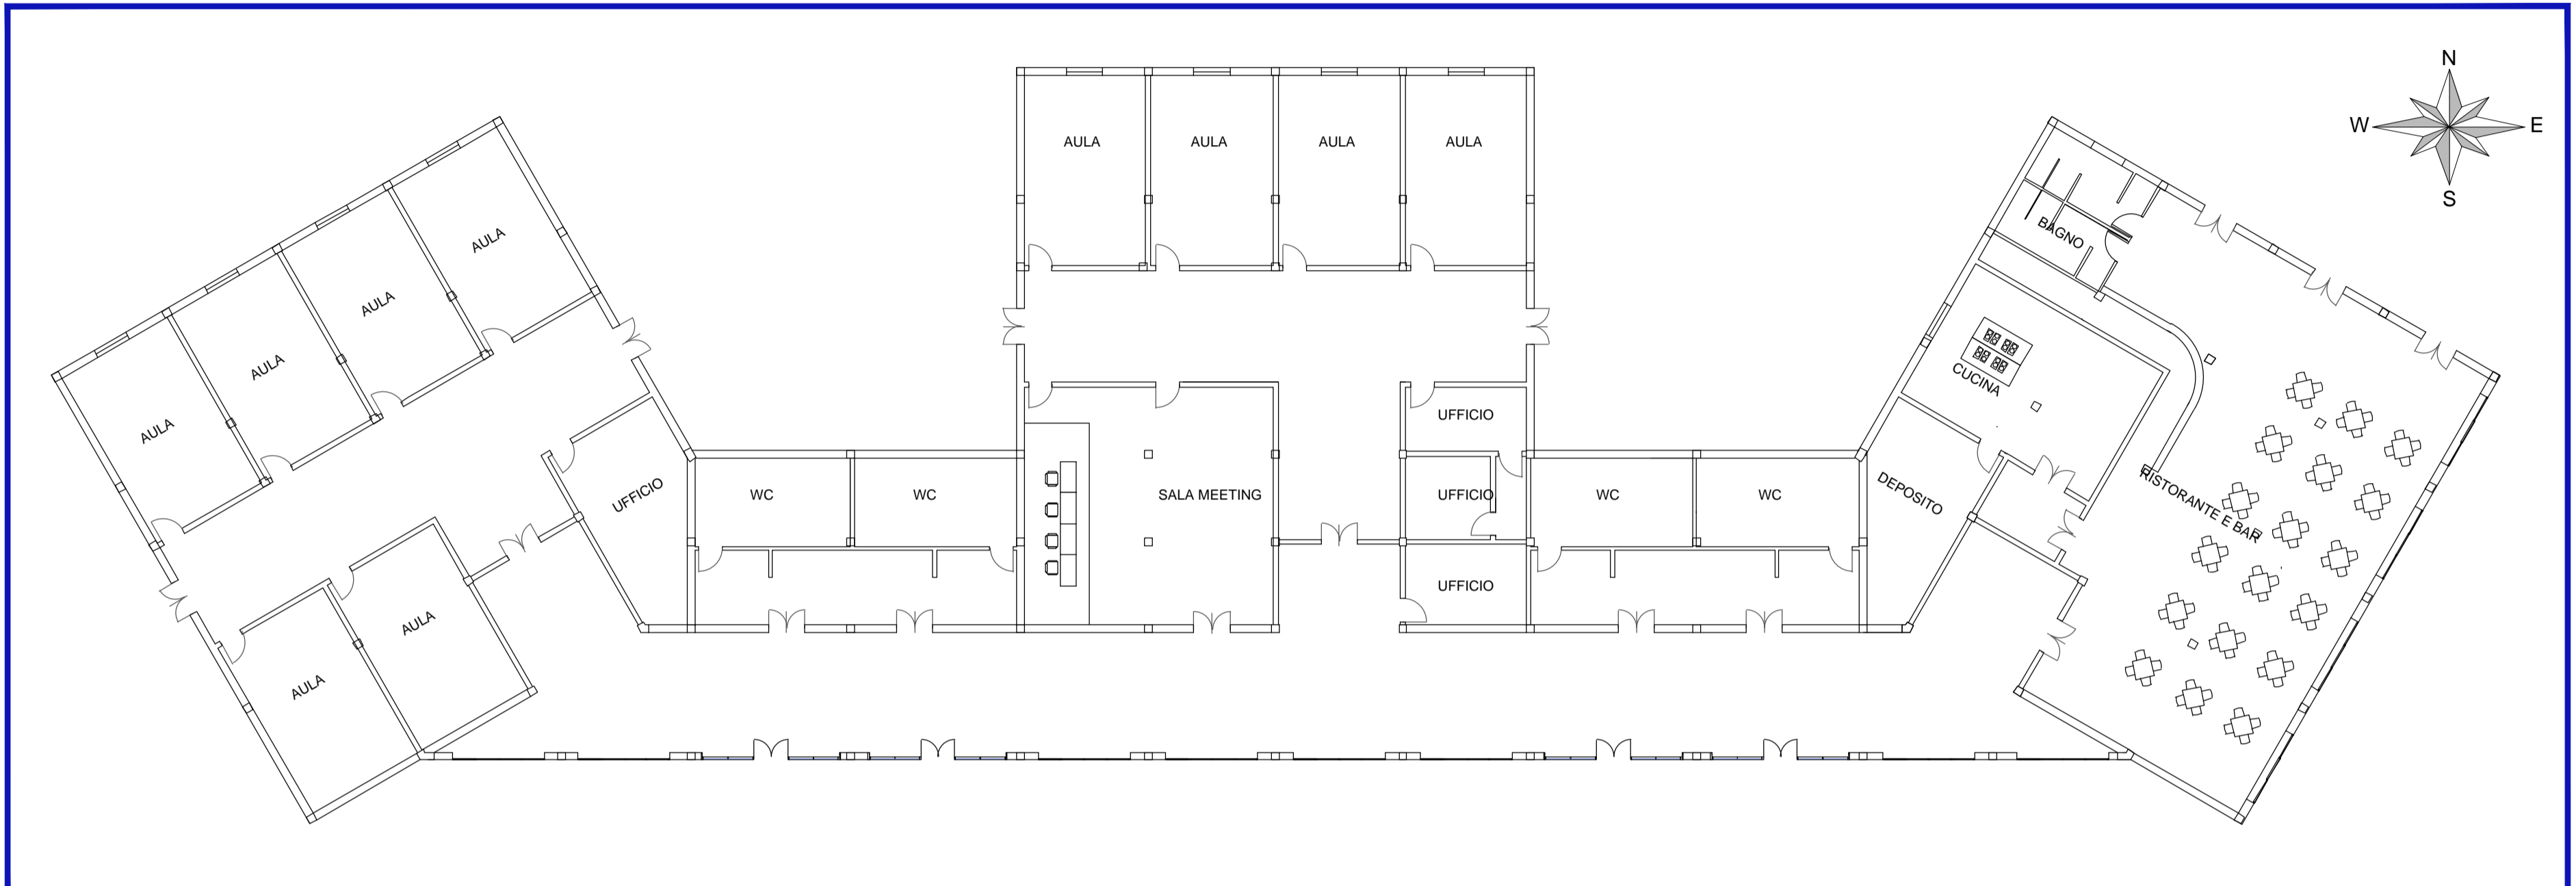 N
W
E
S
AULA
AULA
AULA
AULA
AULA
AULA
AULA
AULA
AULA
AULA
UFFICIO
WC
WC
SALA MEETING
UFFICIO
UFFICIO
UFFICIO
WC
WC
DEPOSITO
CUCINA
BAGNO
RISTORANTE E BAR